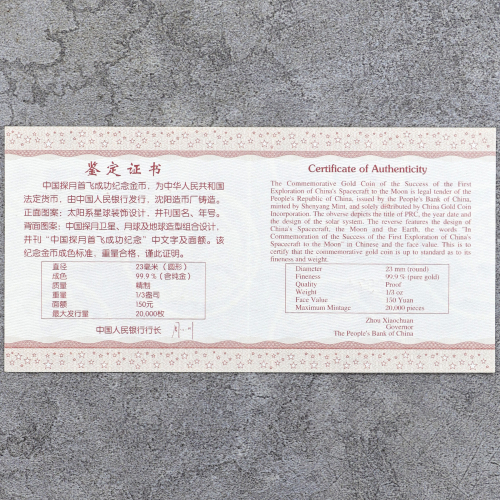 鉴定证书
中国探月首飞成功纪念金币，为中华人民共和国
法定货币，由中国人民银行发行，沈阳造币厂铸造。
正面图案：太阳系星球装饰设计，并刊国名、年号。
背面图案：中国探月卫星、月球及地球造型组合设计，
并刊“中国探月首飞成功纪念”中文字及面额。该
纪念金币成色标准、重量合格，谨此证明。
直径 23毫米（圆形）
成色 99.9％（含纯金）
质量 精制
重量 1/3盎司
面额 150元
最大发行量 20,000枚
中国人民银行行长
Certificate of Authenticity
The Commemorative Gold Coin of the Success of the First
Exploration of China's Spacecraft to the Moon is legal tender of the
People's Republic of China, issued by the People's Bank of China,
minted by Shenyang Mint, and solely distributed by China Gold Coin
Incorporation. The obverse depicts the title of PRC, the year date and
the design of the solar system. The reverse features the design of
China's Spacecraft, the Moon and the Earth, the words "In
Commemoration of the Success of the First Exploration of China's
Spacecraft to the Moon" in Chinese and the face value. This is to
certify that the commemorative gold coin is up to standard as to its
fineness and weight.
Diameter 23 mm (round)
Fineness 99.9 % (pure gold)
Quality Proof
Weight 1/3 oz
Face Value 150 Yuan
Maximum Mintage 20,000 pieces
Zhou Xiaochuan
Governor
The People's Bank of China